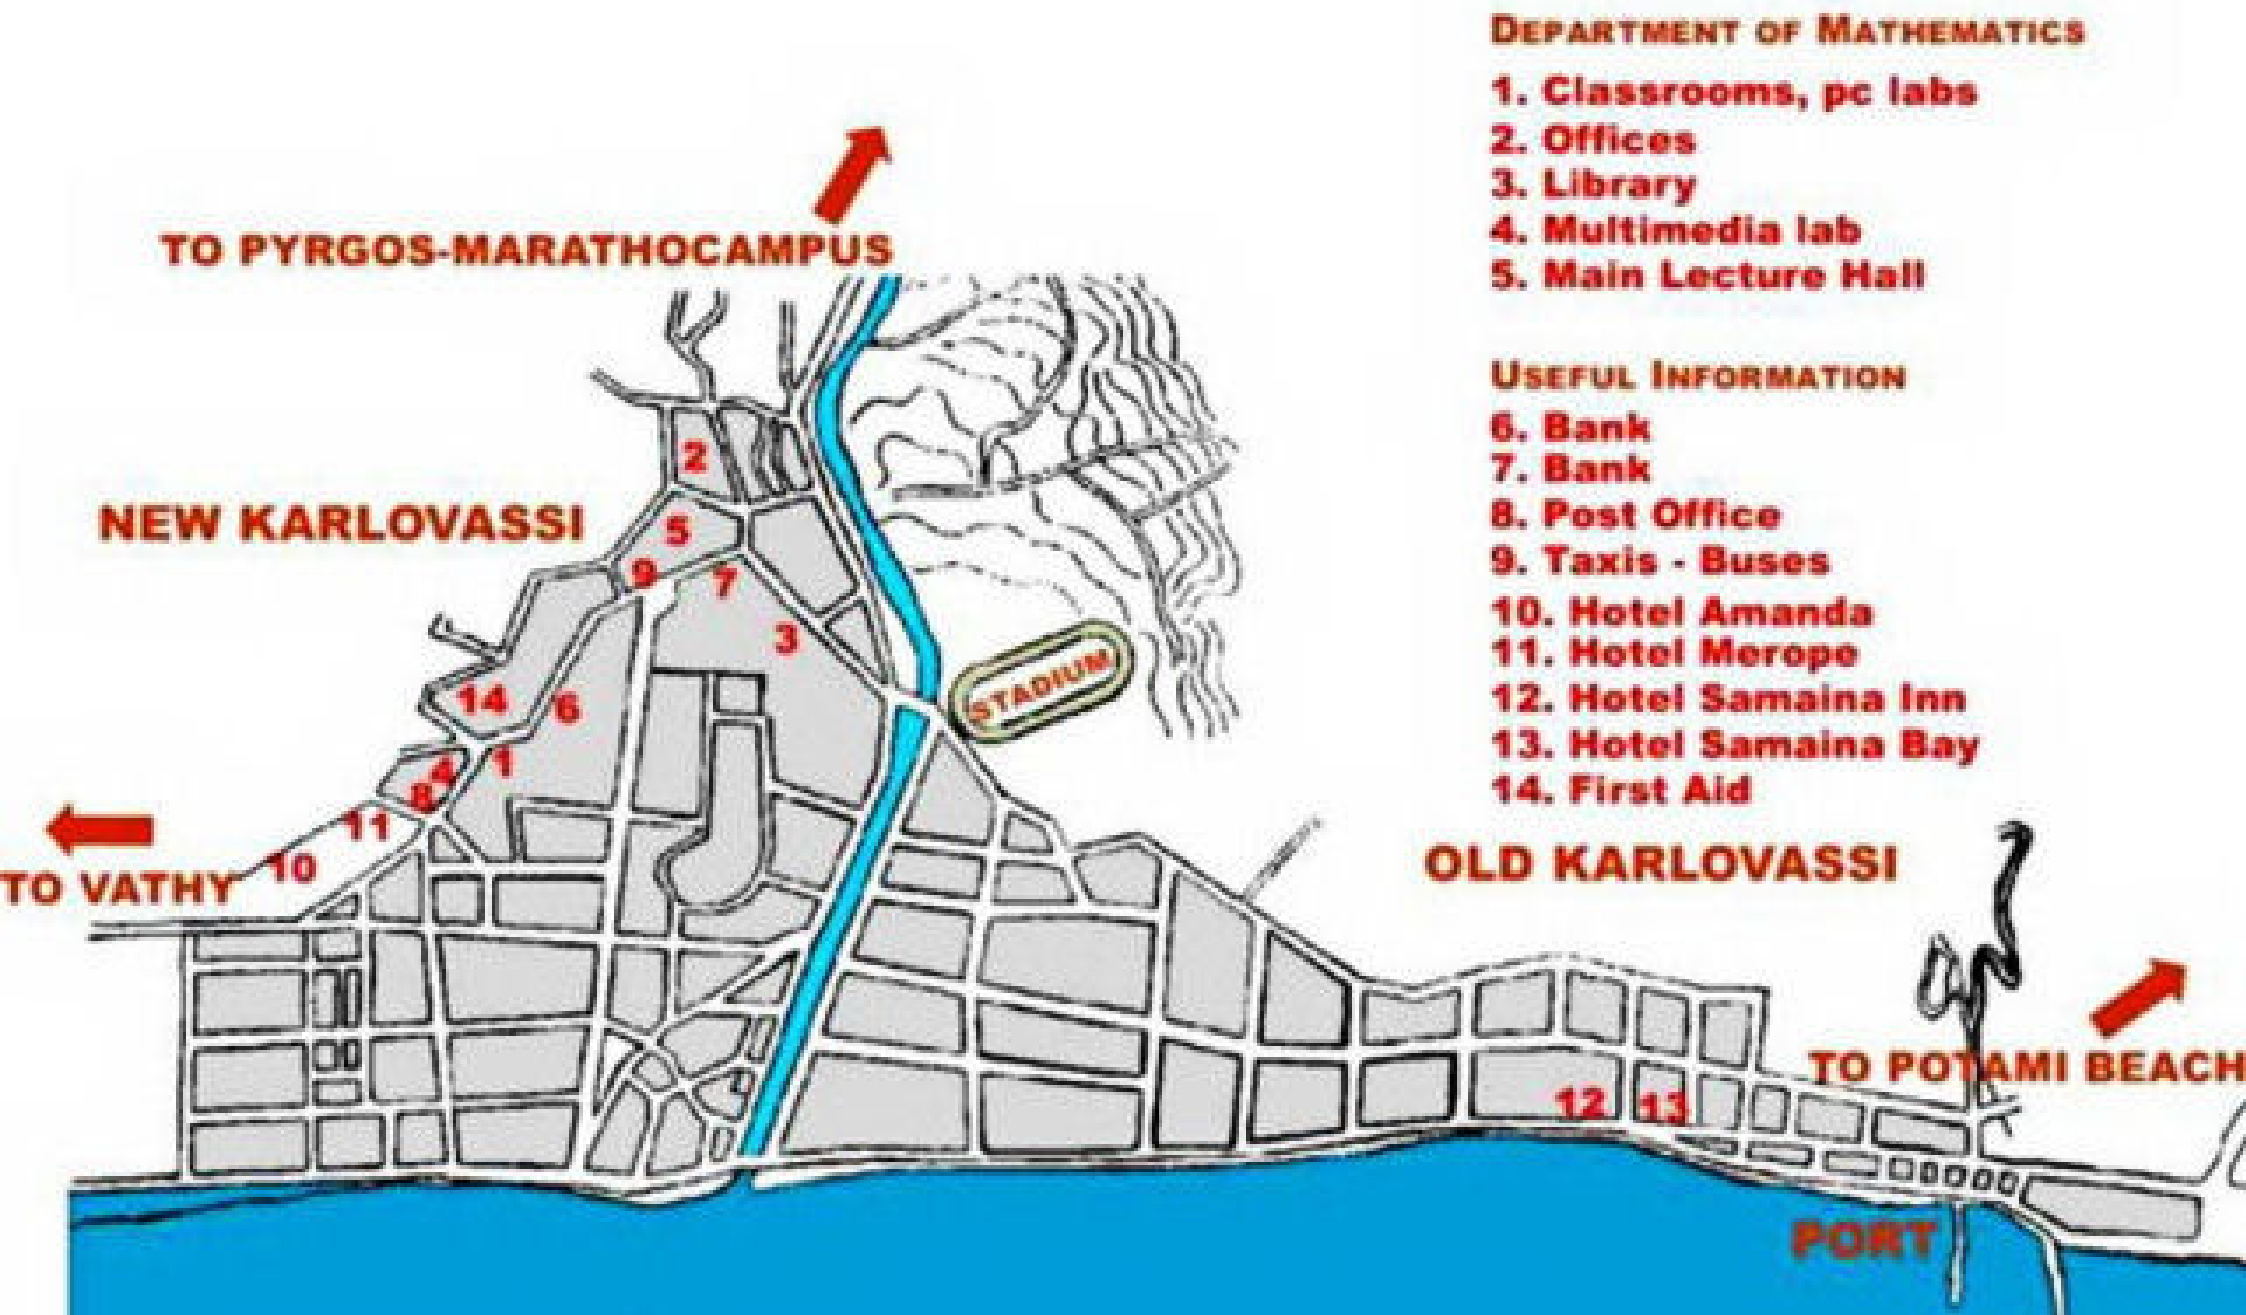 DEPARTMENT OF MATHEMATICS
1. Classrooms, pc labs
2. Offices
3. Library
4. Multimedia lab
5. Main Lecture Hall
USEFUL INFORMATION
6. Bank
7. Bank
8. Post Office
9. Taxis - Buses
10. Hotel Amanda
11. Hotel Merope
12. Hotel Samaina Inn
13. Hotel Samaina Bay
14. First Aid
TO PYRGOS-MARATHOCAMPUS
2
NEW KARLOVASSI
5
9
7
3
STADIUM
14
6
1
4
8
11
10
TO VATHY
OLD KARLOVASSI
TO POTAMI BEACH
12
13
PORT